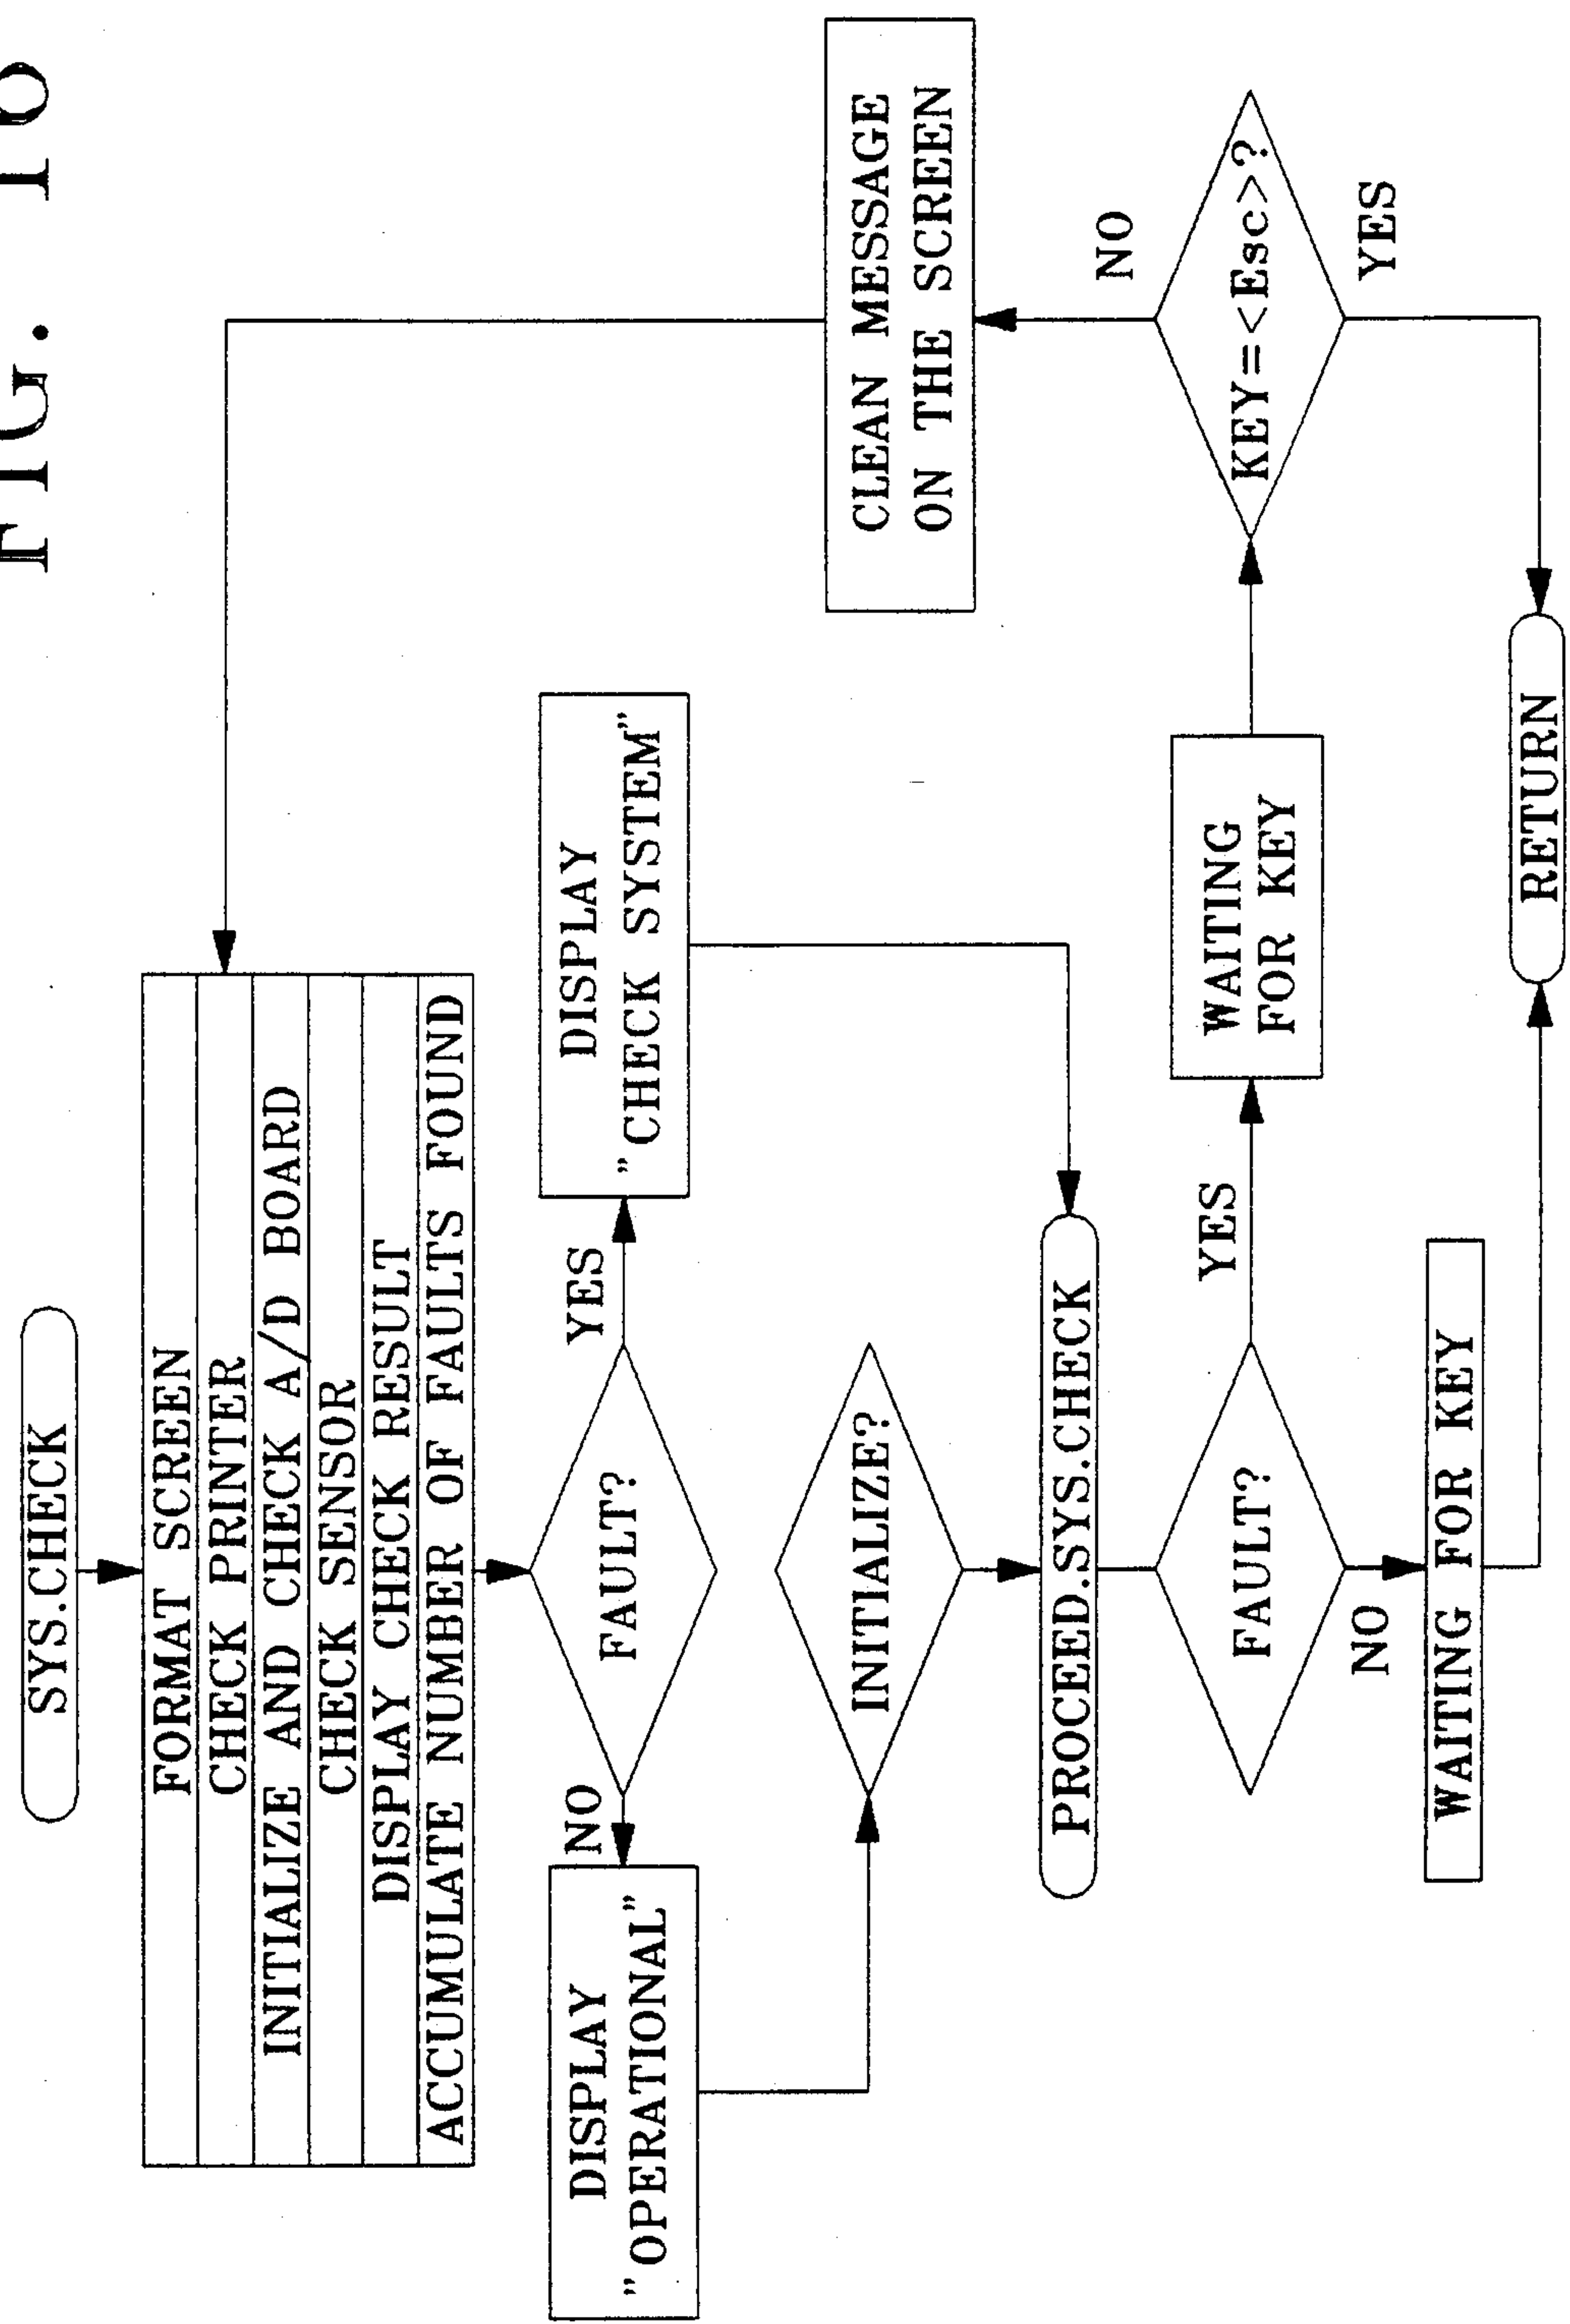 FIG. 10
SYS.CHECK
FORMAT SCREEN
CHECK PRINTER
INITIALIZE AND CHECK A/D BOARD
CHECK SENSOR
DISPLAY CHECK RESULT
ACCUMULATE NUMBER OF FAULTS FOUND
NO
FAULT?
YES
DISPLAY
"OPERATIONAL"
DISPLAY
"CHECK SYSTEM"
INITIALIZE?
CLEAN MESSAGE
ON THE SCREEN
PROCEED.SYS.CHECK
NO
FAULT?
YES
WAITING
FOR KEY
KEY=<Esc>?
NO
YES
WAITING FOR KEY
RETURN